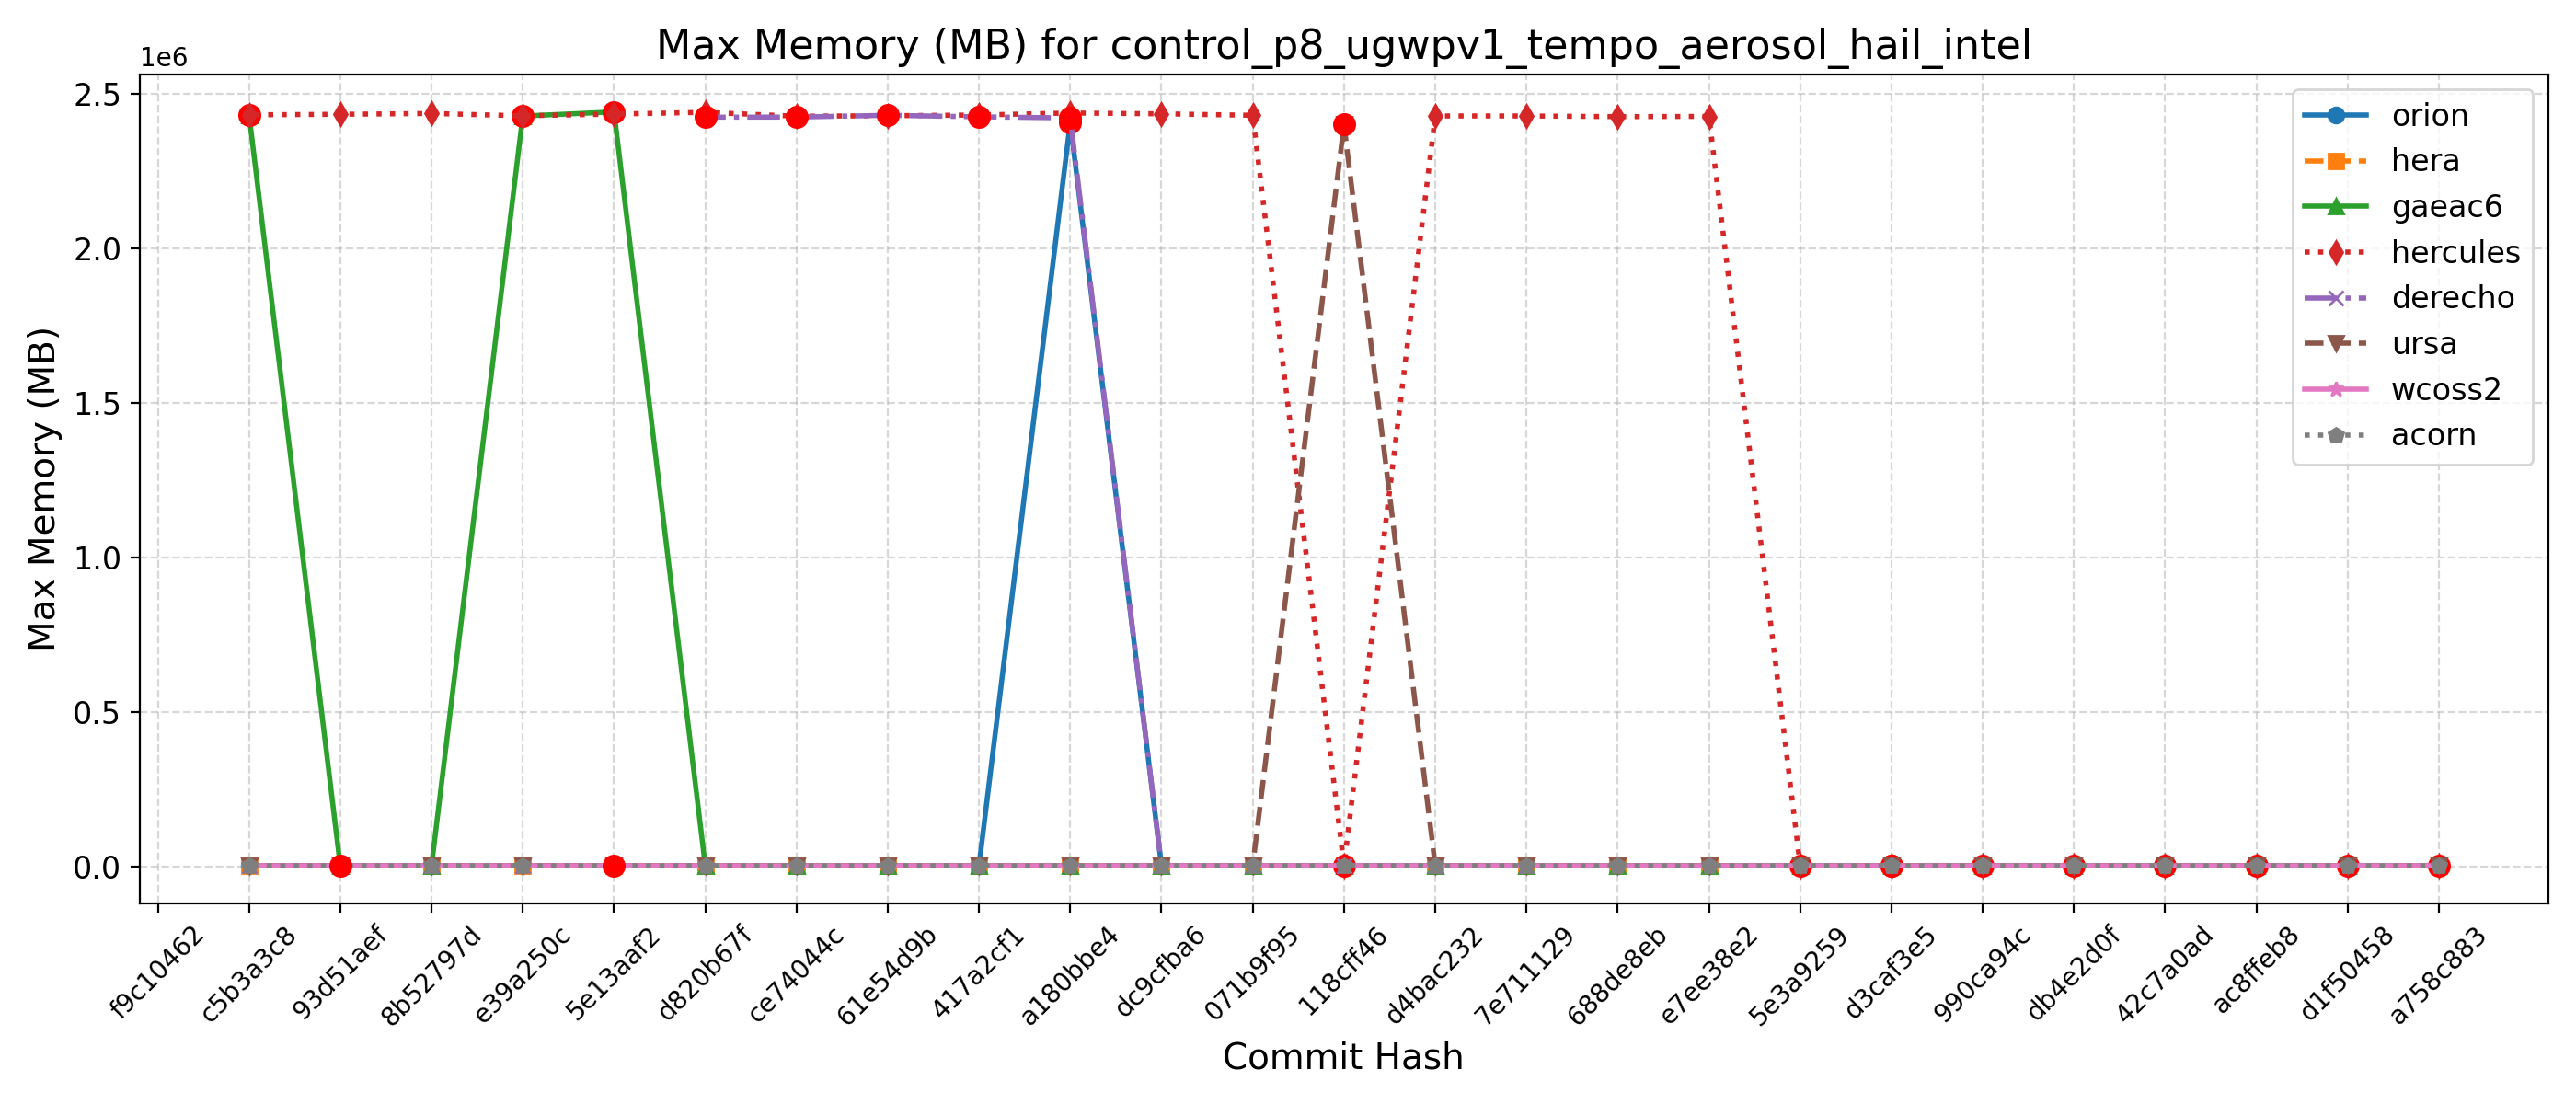 Max Memory (MB) for control_p8_ugwpv1_tempo_aerosol_hail_intel
1e6
2.5
2.0
1.5
1.0
0.5
0.0
Max Memory (MB)
orion
hera
gaeac6
hercules
derecho
ursa
wcoss2
acorn
f9c10462
c5b3a3c8
93d51aef
8b52797d
e39a250c
5e13aaf2
d820b67f
ce74044c
61e54d9b
417a2cf1
a180bbe4
dc9cfba6
071b9f95
118cff46
d4bac232
7e711129
688de8eb
e7ee38e2
5e3a9259
d3caf3e5
990ca94c
db4e2d0f
42c7a0ad
ac8ffeb8
d1f50458
a758c883
Commit Hash